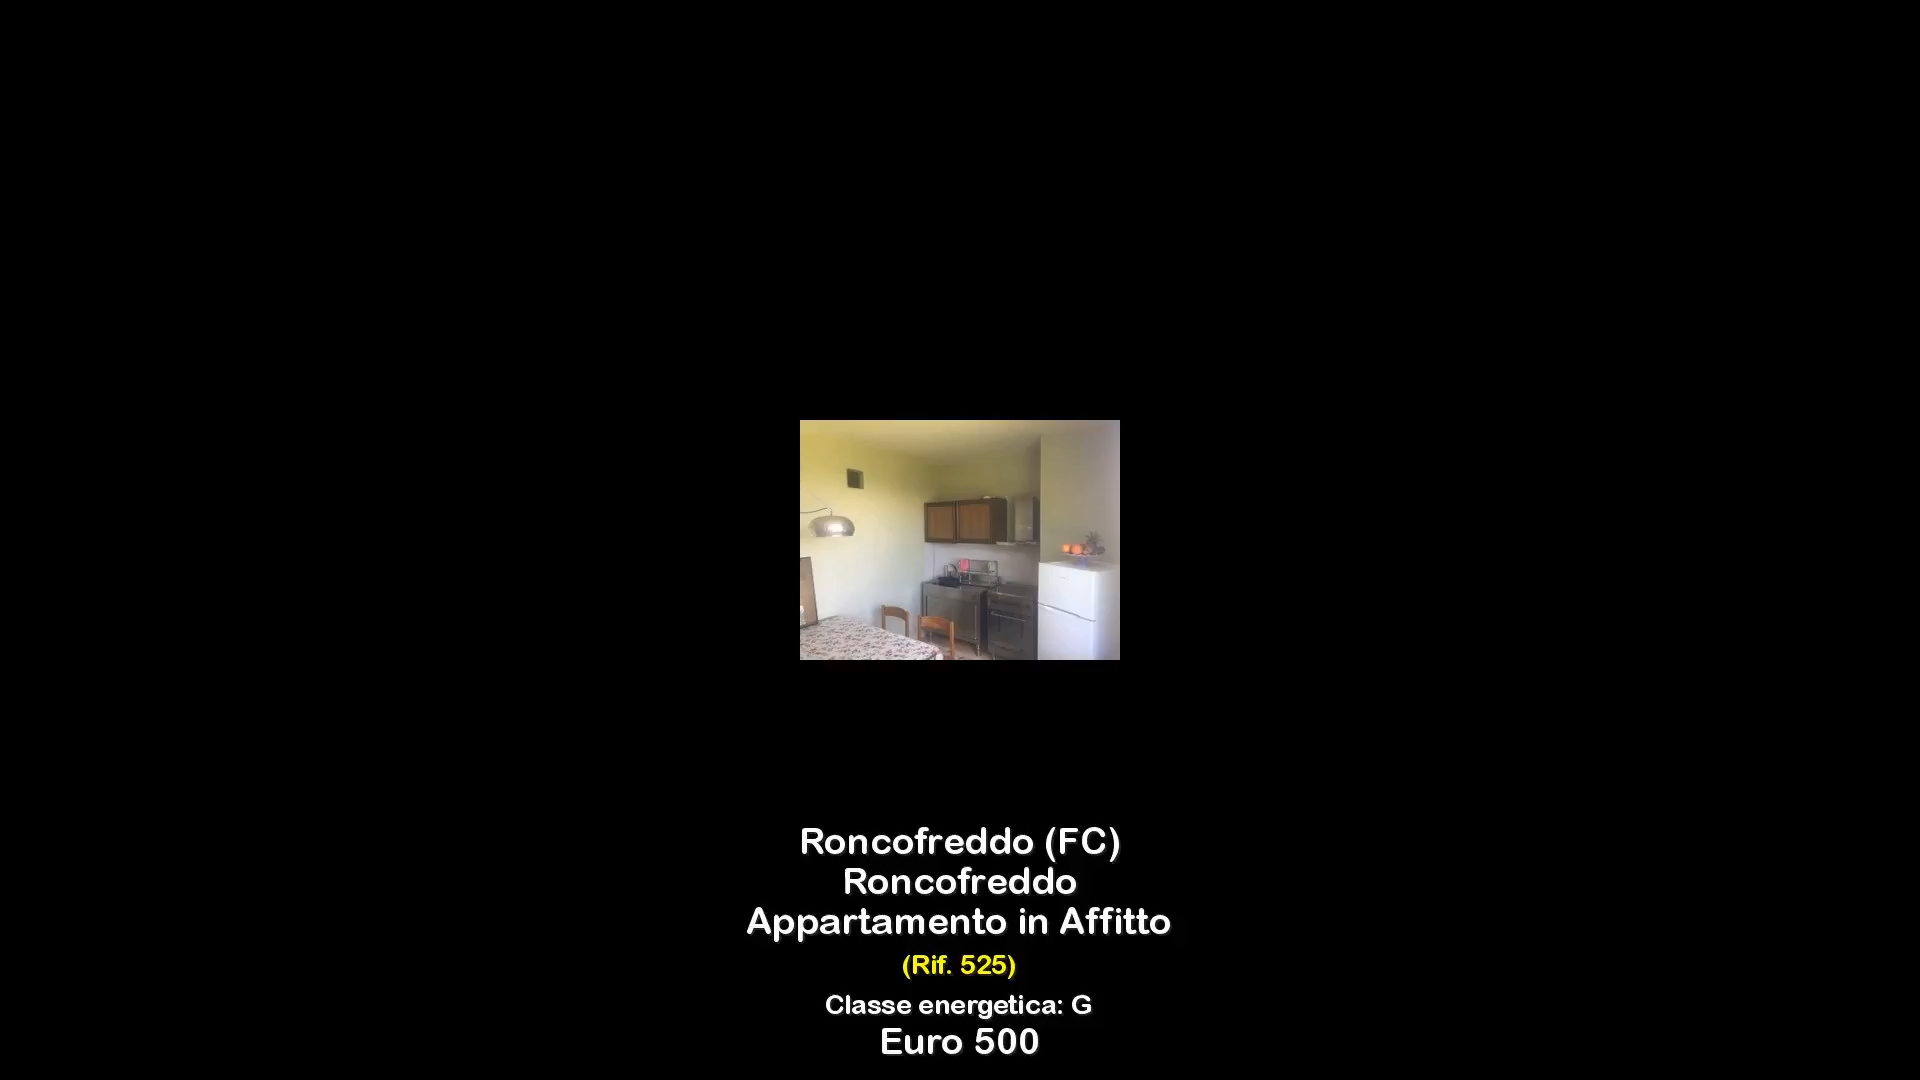 Roncofreddo (FC)
Roncofreddo
Appartamento in Affitto
(Rif. 525)
Classe energetica: G
Euro 500